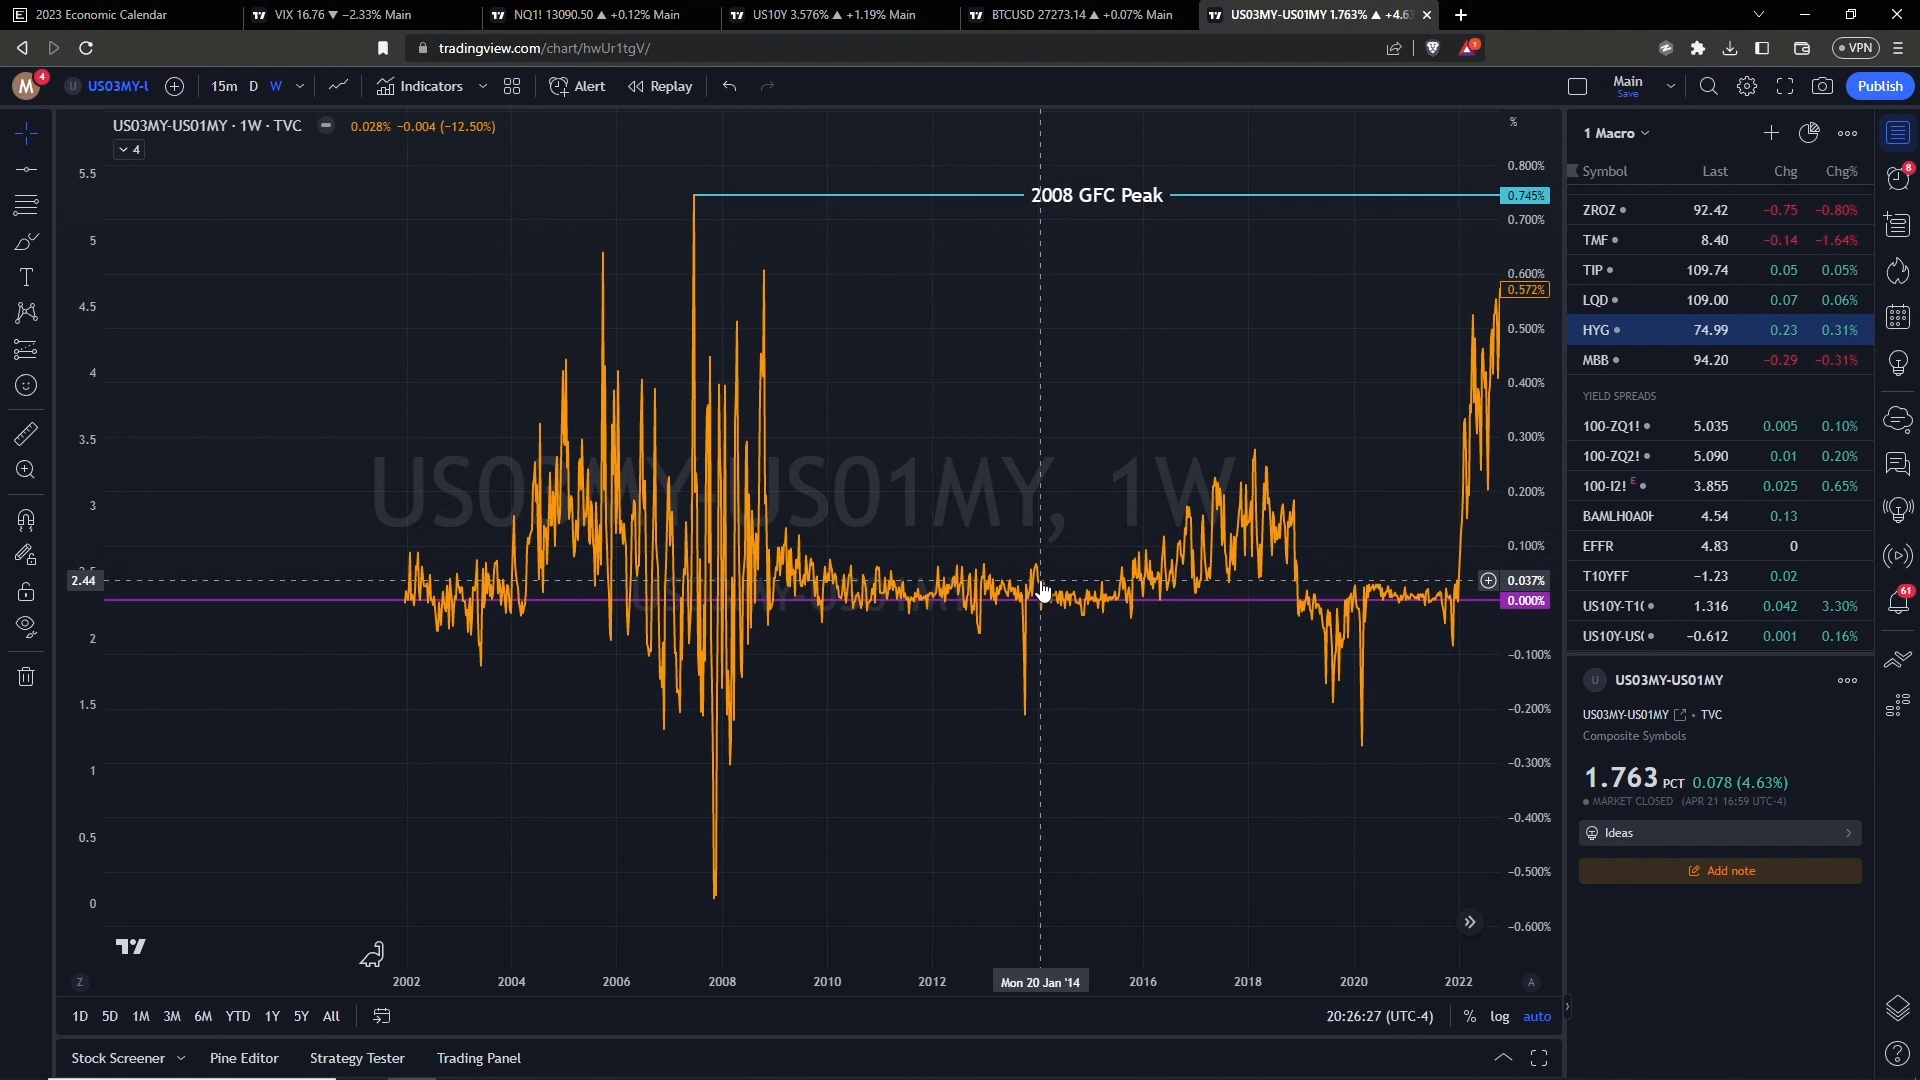 2023 Economic Calendar
VIX 16.76 ▼ −2.33% Main
NQ1! 13090.50 ▲ +0.12% Main
US10Y 3.576% ▲ +1.19% Main
BTCUSD 27273.14 ▲ +0.07% Main
US03MY-US01MY 1.763% ▲ +4.6
tradingview.com/chart/hwUr1tgV/
1
VPN
M
4
U US03MY-U
15m D W
Indicators
Alert
Replay
Main
Save
Publish
US03MY-US01MY · 1W · TVC
0.028% −0.004 (−12.50%)
4
US03MY-US01MY, 1W
2008 GFC Peak
5.5
5
4.5
4
3.5
3
2.44
2
1.5
1
0.5
0
%
0.800%
0.745%
0.700%
0.600%
0.572%
0.500%
0.400%
0.300%
0.200%
0.100%
0.037%
0.000%
−0.100%
−0.200%
−0.300%
−0.400%
−0.500%
−0.600%
Z
2002 2004 2006 2008 2010 2012 Mon 20 Jan '14 2016 2018 2020 2022
A
1D 5D 1M 3M 6M YTD 1Y 5Y All
20:26:27 (UTC-4) % log auto
Stock Screener Pine Editor Strategy Tester Trading Panel
1 Macro
Symbol Last Chg Chg%
ZROZ 92.42 −0.75 −0.80%
TMF 8.40 −0.14 −1.64%
TIP 109.74 0.05 0.05%
LQD 109.00 0.07 0.06%
HYG 74.99 0.23 0.31%
MBB 94.20 −0.29 −0.31%
YIELD SPREADS
100-ZQ1! 5.035 0.005 0.10%
100-ZQ2! 5.090 0.01 0.20%
100-I2! E 3.855 0.025 0.65%
BAMLH0A0H 4.54 0.13
EFFR 4.83 0
T10YFF −1.23 0.02
US10Y-T1( 1.316 0.042 3.30%
US10Y-US( −0.612 0.001 0.16%
U US03MY-US01MY
US03MY-US01MY · TVC
Composite Symbols
1.763 PCT 0.078 (4.63%)
MARKET CLOSED (APR 21 16:59 UTC-4)
Ideas
Add note
8
61